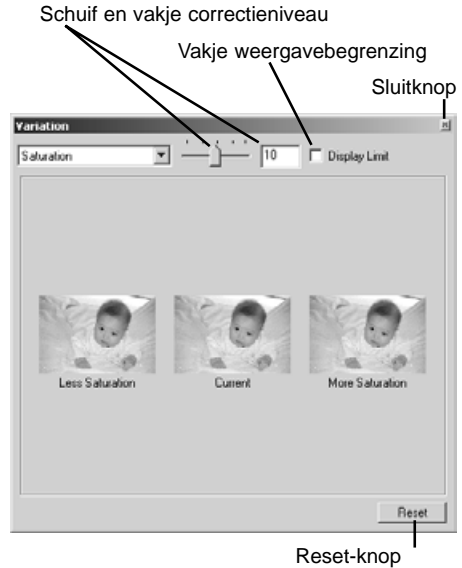 Schuif en vakje correctieniveau
Vakje weergavebegrenzing
Sluitknop
Variation
Saturation 10 Display Limit
Less Saturation Current More Saturation
Reset
Reset-knop